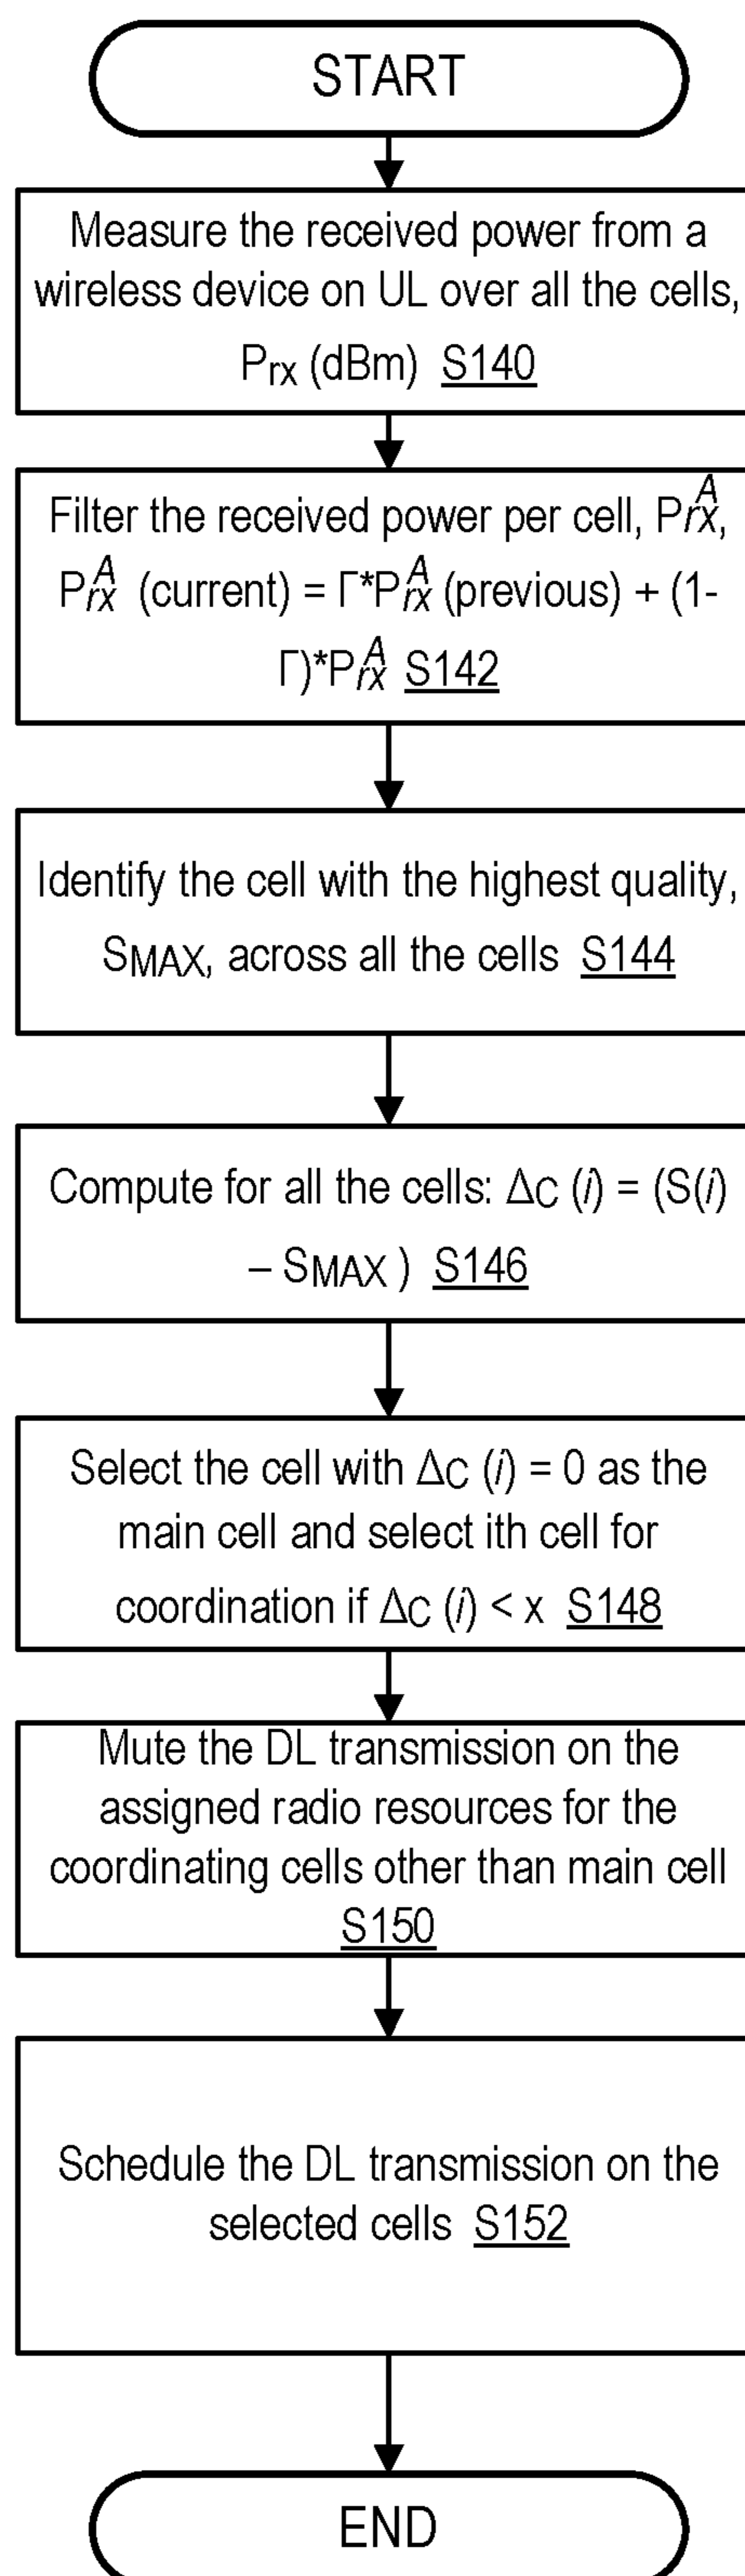 START
Measure the received power from a
wireless device on UL over all the cells,
Prx (dBm) S140
Filter the received power per cell, P_rx^A,
P_rx^A (current) = Γ*P_rx^A (previous) + (1-
Γ)*P_rx^A S142
Identify the cell with the highest quality,
SMAX, across all the cells S144
Compute for all the cells: ΔC (i) = (S(i)
– SMAX ) S146
Select the cell with ΔC (i) = 0 as the
main cell and select ith cell for
coordination if ΔC (i) < x S148
Mute the DL transmission on the
assigned radio resources for the
coordinating cells other than main cell
S150
Schedule the DL transmission on the
selected cells S152
END